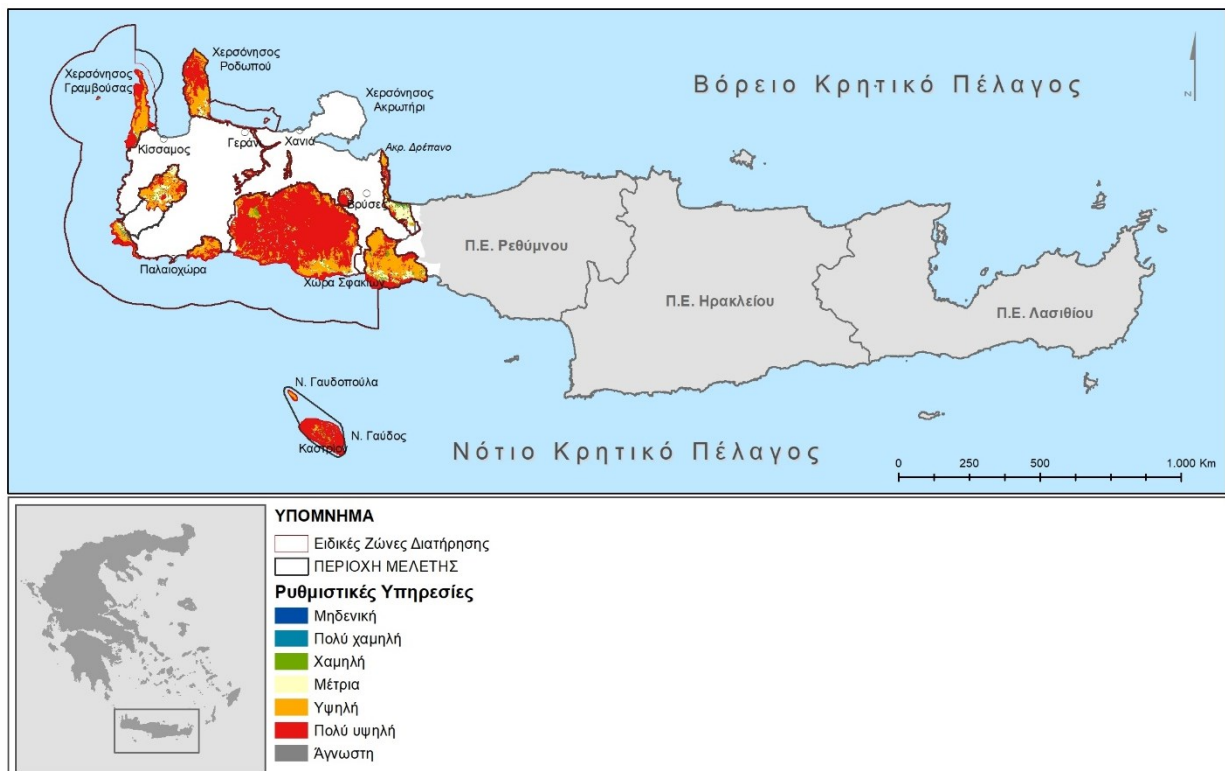 Χερσόνησος
Ροδωπού
Χερσόνησος
Γραμβούσας
Χερσόνησος
Ακρωτήρι
Βόρειο Κρητικό Πέλαγος
Z
Κίσσαμος
Γεράνι
Χανιά
Ακρ. Δρέπανο
Βρύσες
Π.Ε. Ρεθύμνου
Παλαιοχώρα
Χώρα Σφακίων
Π.Ε. Ηρακλείου
Π.Ε. Λασιθίου
Ν. Γαυδοπούλα
Ν. Γαύδος
Καστρίον
Νότιο Κρητικό Πέλαγος
0 250 500 1.000 Km
ΥΠΟΜΝΗΜΑ
Ειδικές Ζώνες Διατήρησης
ΠΕΡΙΟΧΗ ΜΕΛΕΤΗΣ
Ρυθμιστικές Υπηρεσίες
Μηδενική
Πολύ χαμηλή
Χαμηλή
Μέτρια
Υψηλή
Πολύ υψηλή
Άγνωστη